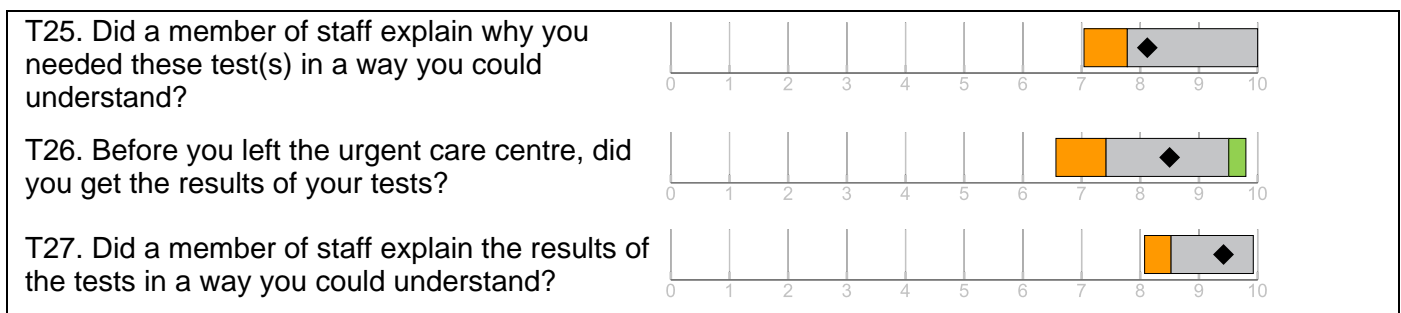 T25. Did a member of staff explain why you
needed these test(s) in a way you could
understand?
0 1 2 3 4 5 6 7 8 9 10
T26. Before you left the urgent care centre, did
you get the results of your tests?
0 1 2 3 4 5 6 7 8 9 10
T27. Did a member of staff explain the results of
the tests in a way you could understand?
0 1 2 3 4 5 6 7 8 9 10